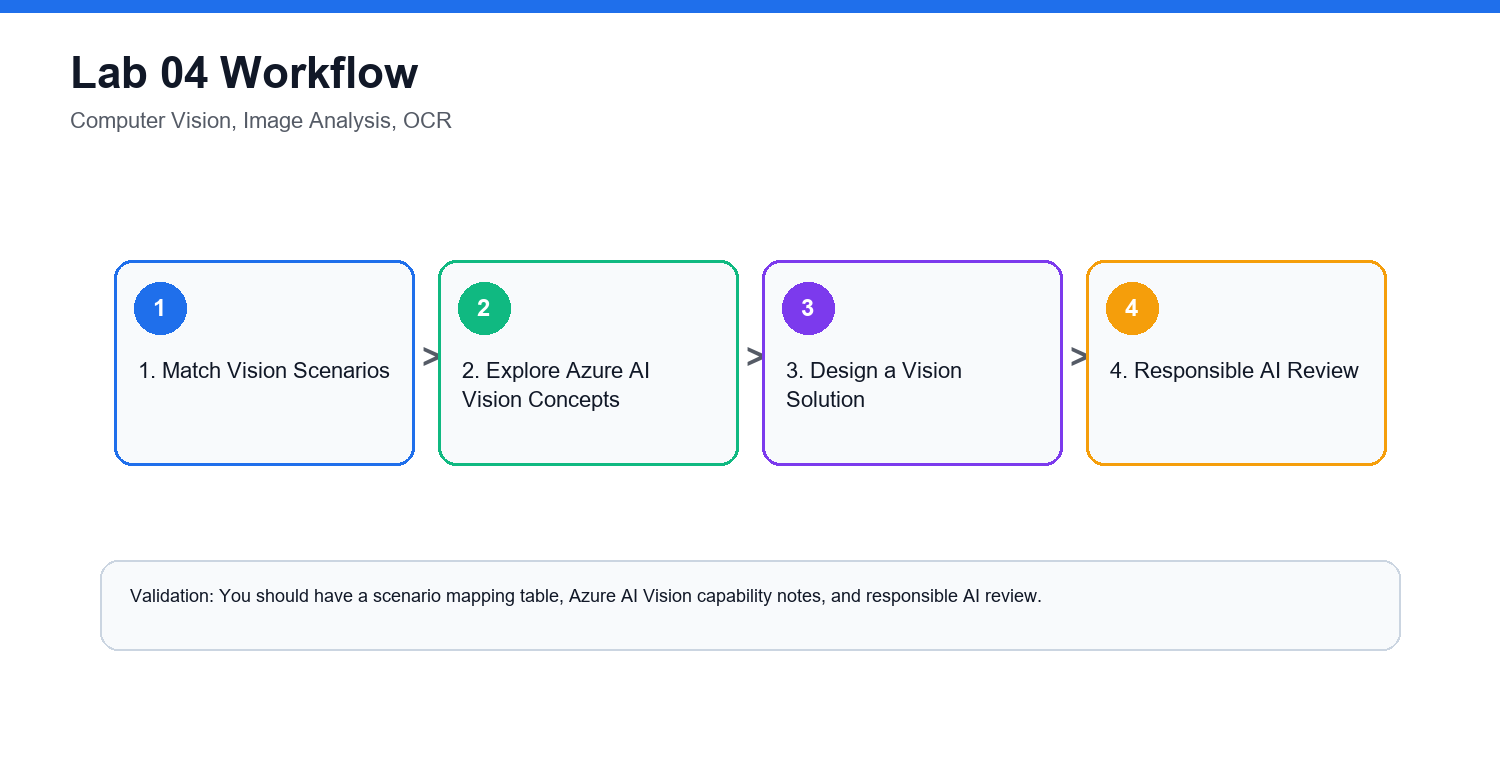 Lab 04 Workflow
Computer Vision, Image Analysis, OCR
1
1. Match Vision Scenarios
>
2
2. Explore Azure AI
Vision Concepts
>
3
3. Design a Vision
Solution
>
4
4. Responsible AI Review
Validation: You should have a scenario mapping table, Azure AI Vision capability notes, and responsible AI review.